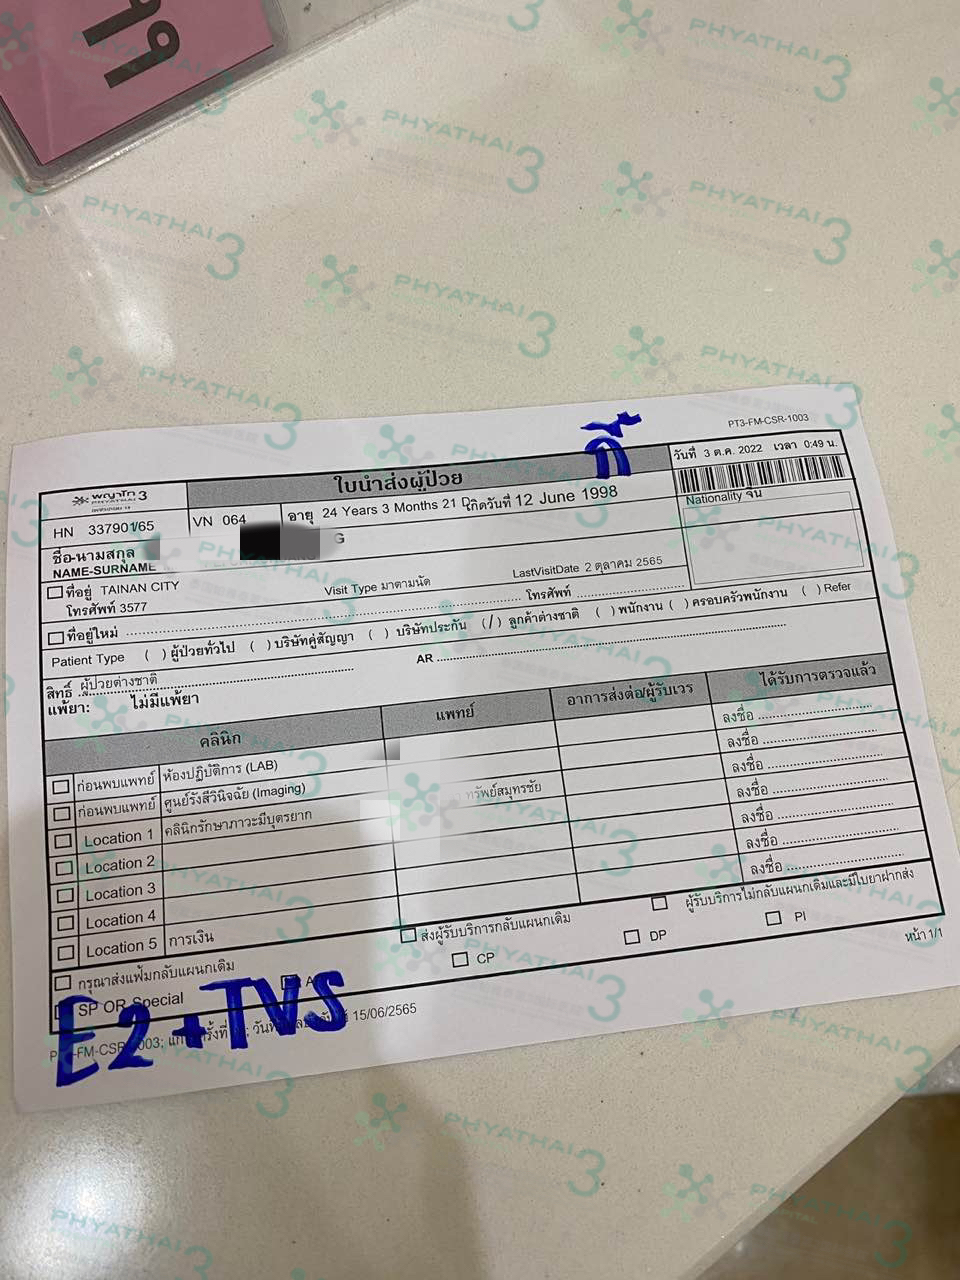 PT3-FM-CSR-1003
พญาไท 3
PHYATHAI 3
ใบนำส่งผู้ป่วย
วันที่ 3 ต.ค. 2022 เวลา 0:49 น.
HN 337901/65
VN 064
อายุ 24 Years 3 Months 21 D
เกิดวันที่ 12 June 1998
Nationality จีน
ชื่อ-นามสกุล
NAME-SURNAME
G
ที่อยู่ TAINAN CITY
Visit Type มาตามนัด
LastVisitDate 2 ตุลาคม 2565
โทรศัพท์ 3577
ที่อยู่ใหม่
โทรศัพท์
Patient Type ( ) ผู้ป่วยทั่วไป ( ) บริษัทคู่สัญญา ( ) บริษัทประกัน (/) ลูกค้าต่างชาติ ( ) พนักงาน ( ) ครอบครัวพนักงาน ( ) Refer
สิทธิ์ ผู้ป่วยต่างชาติ
AR
แพ้ยา: ไม่มีแพ้ยา
คลินิก แพทย์ อาการส่งต่อ/ผู้รับเวร ได้รับการตรวจแล้ว
ก่อนพบแพทย์ ห้องปฏิบัติการ (LAB) ลงชื่อ
ก่อนพบแพทย์ ศูนย์รังสีวินิจฉัย (Imaging) ลงชื่อ
Location 1 คลินิกรักษาภาวะมีบุตรยาก ทรัพย์สมุทรชัย ลงชื่อ
Location 2 ลงชื่อ
Location 3 ลงชื่อ
Location 4 ลงชื่อ
Location 5 การเงิน ลงชื่อ
กรุณาส่งแฟ้มกลับแผนกเดิม
ส่งผู้รับบริการกลับแผนกเดิม
ผู้รับบริการไม่กลับแผนกเดิมและมีใบยาฝากส่ง
SP OR Special
CP
DP
PI
หน้า 1/1
E2+TVS
15/06/2565